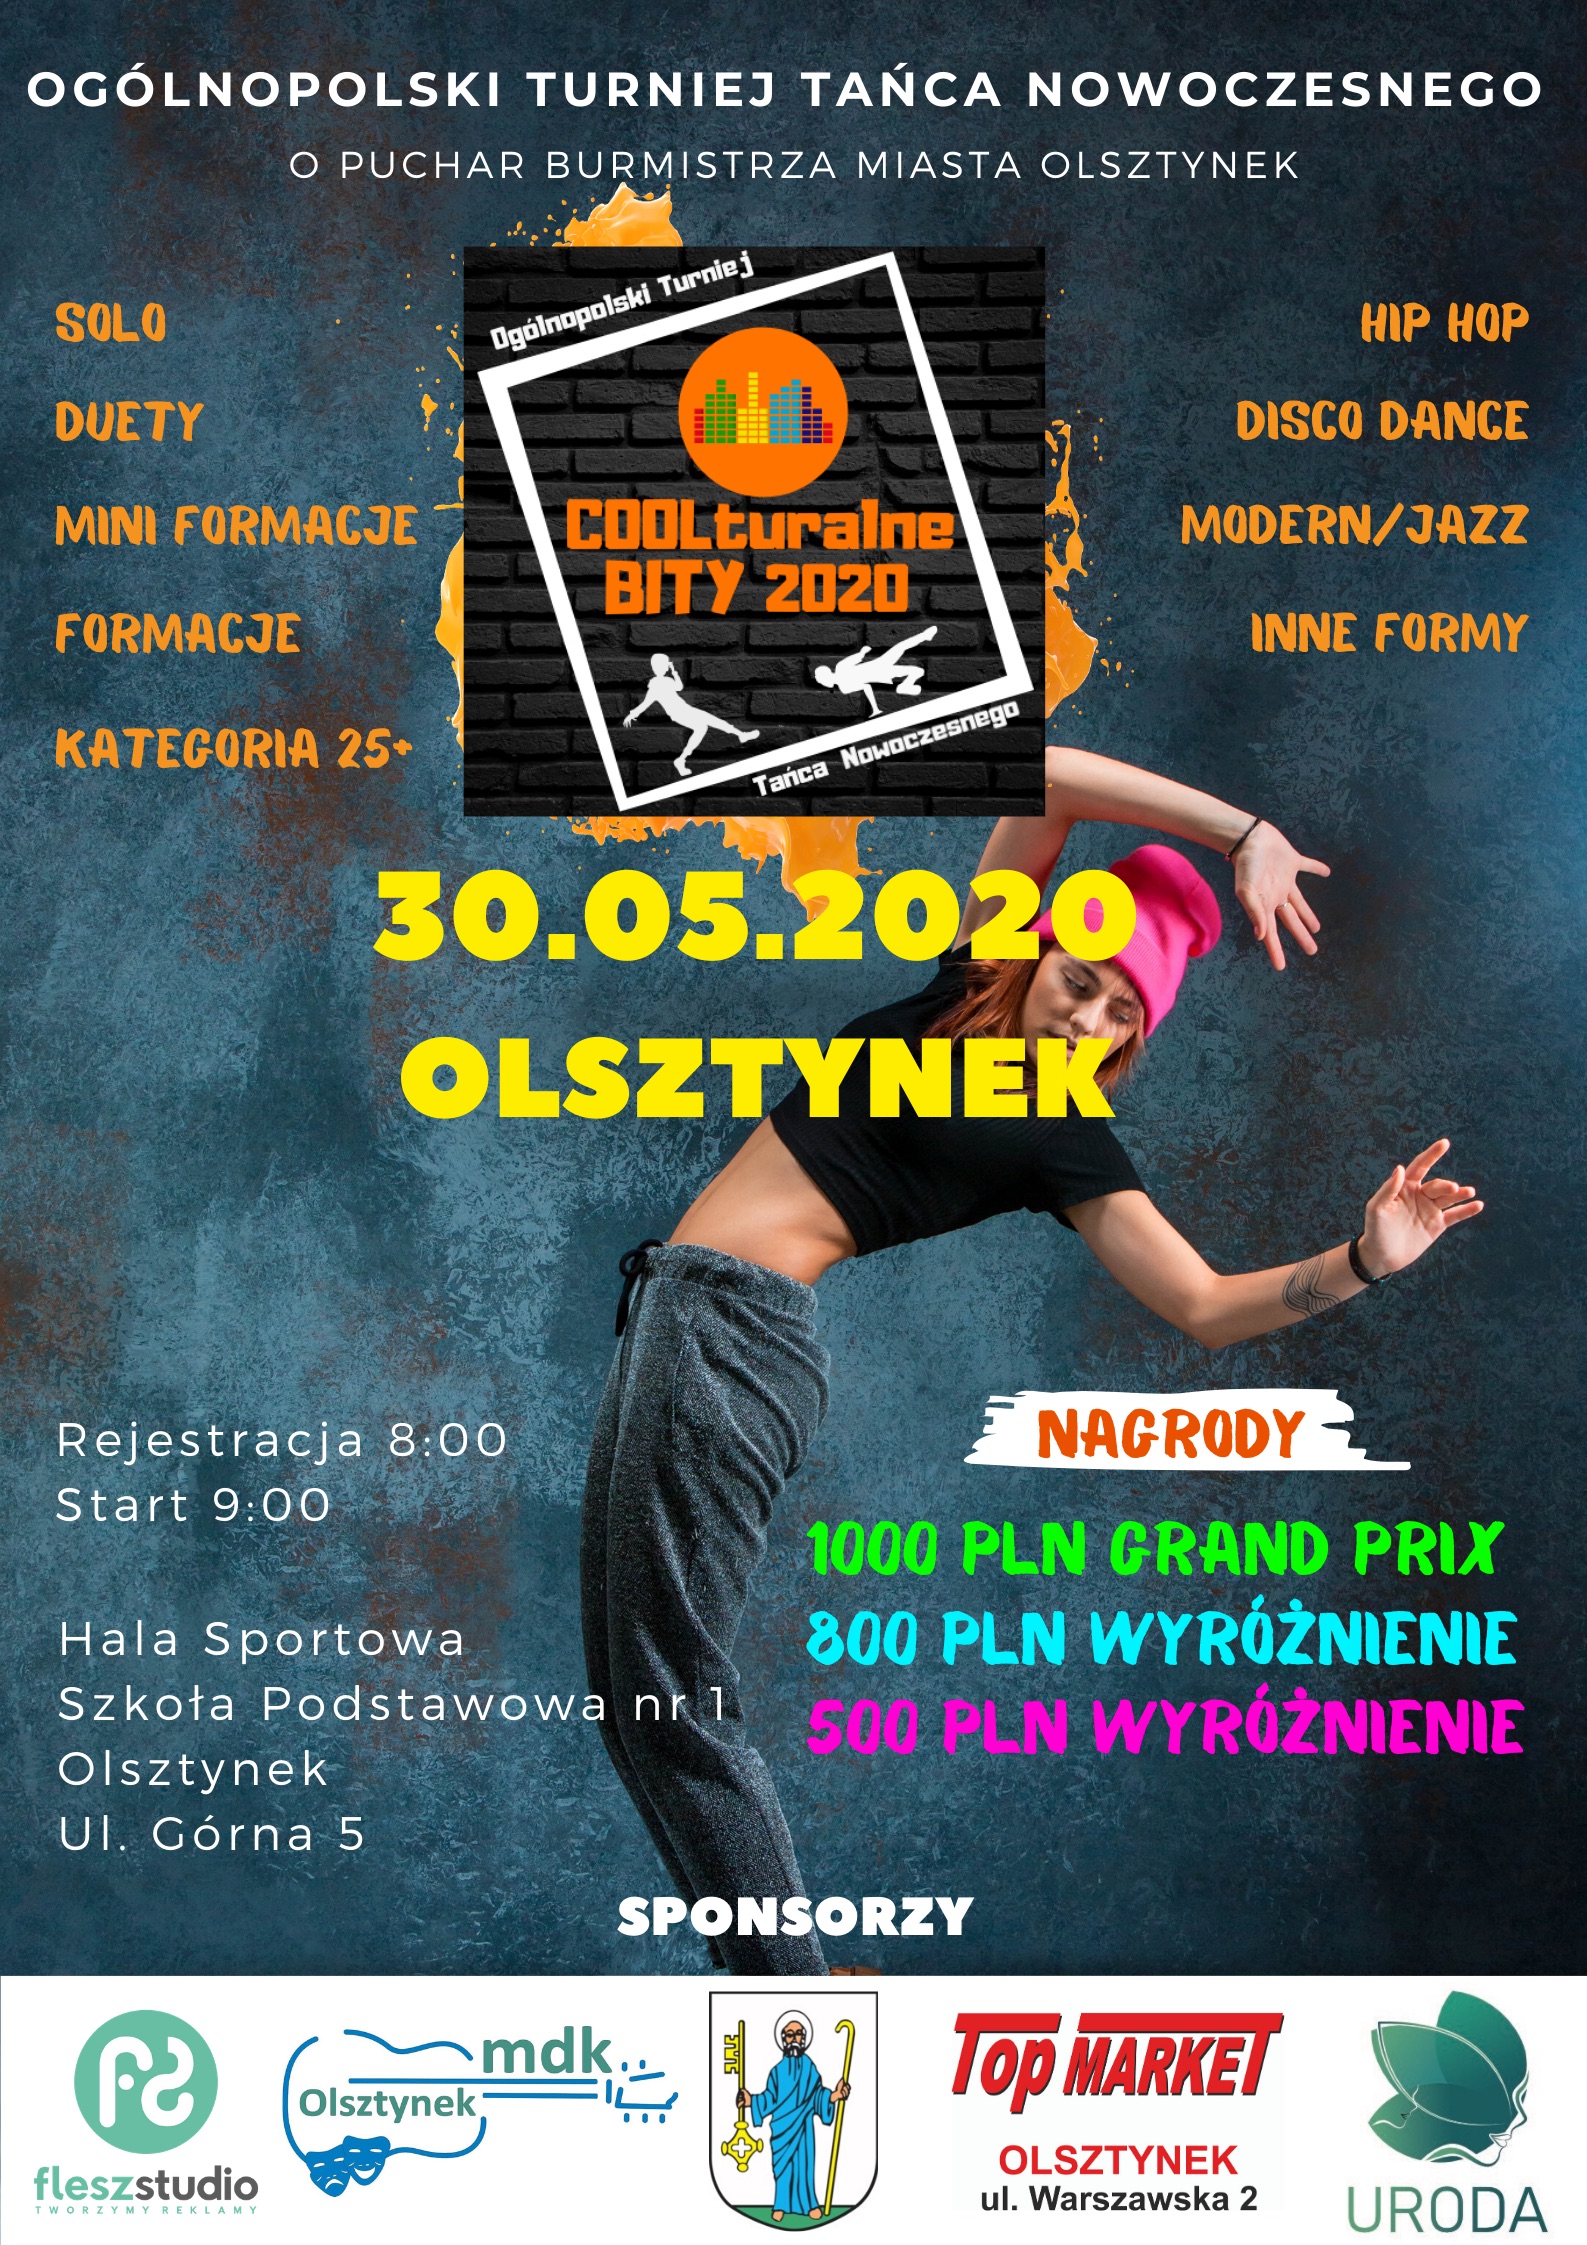 OGÓLNOPOLSKI TURNIEJ TAŃCA NOWOCZESNEGO
O PUCHAR BURMISTRZA MIASTA OLSZTYNEK
SOLO
DUETY
MINI FORMACJE
FORMACJE
KATEGORIA 25+
Ogólnopolski Turniej
COOLturalne
BITY 2020
Tańca Nowoczesnego
HIP HOP
DISCO DANCE
MODERN/JAZZ
INNE FORMY
30.05.2020
OLSZTYNEK
Rejestracja 8:00
Start 9:00
Hala Sportowa
Szkoła Podstawowa nr 1
Olsztynek
Ul. Górna 5
NAGRODY
1000 PLN GRAND PRIX
800 PLN WYRÓŻNIENIE
500 PLN WYRÓŻNIENIE
SPONSORZY
fleszstudio
TWORZYMY REKLAMY
mdk
Olsztynek
Top MARKET
OLSZTYNEK
ul. Warszawska 2
URODA